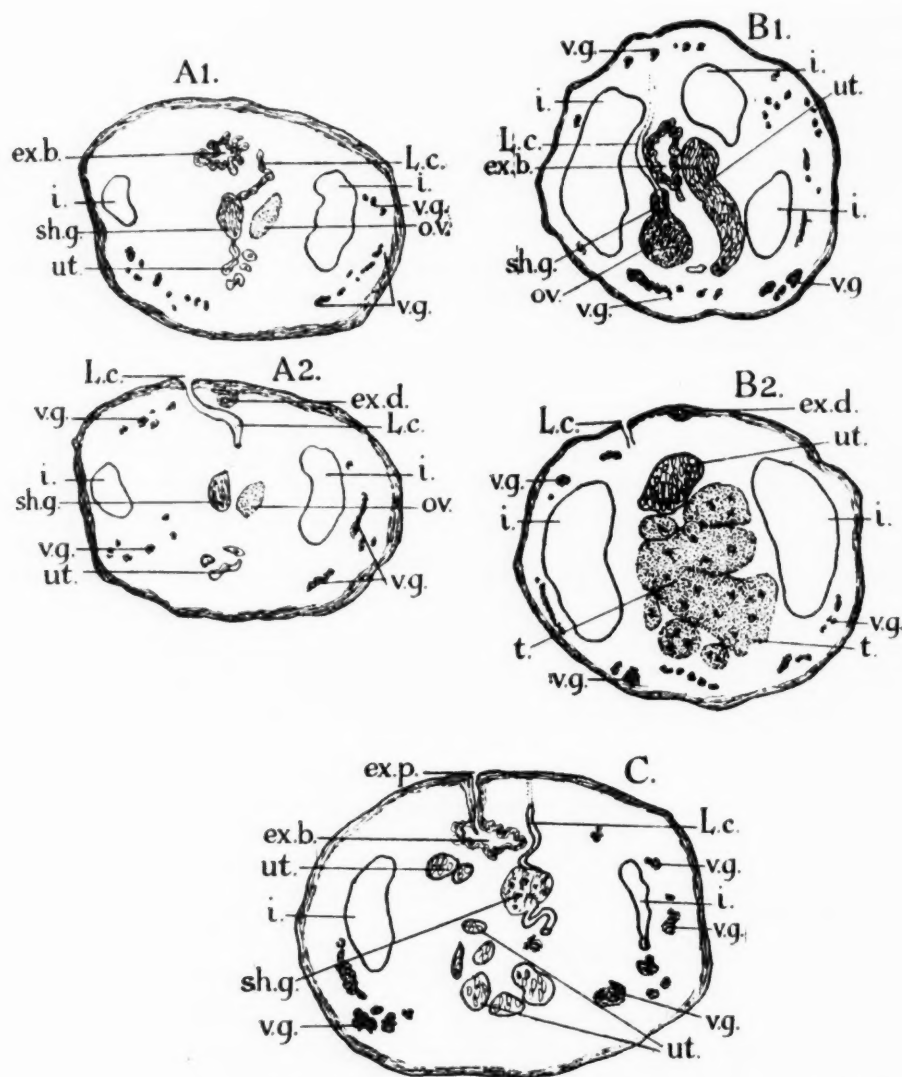 A1.
ex.b.
L.c.
i.
i.
v.g.
sh.g.
ov.
ut.
v.g.
B1.
v.g.
i.
i.
ut.
L.c.
ex.b.
i.
sh.g.
ov.
v.g.
v.g.
A2.
L.c.
ex.d.
v.g.
L.c.
i.
i.
sh.g.
ov.
v.g.
ut.
v.g.
B2.
ex.d.
L.c.
ut.
v.g.
i.
i.
v.g.
t.
t.
v.g.
C.
ex.p.
L.c.
ex.b.
ut.
v.g.
i.
i.
v.g.
sh.g.
v.g.
v.g.
ut.